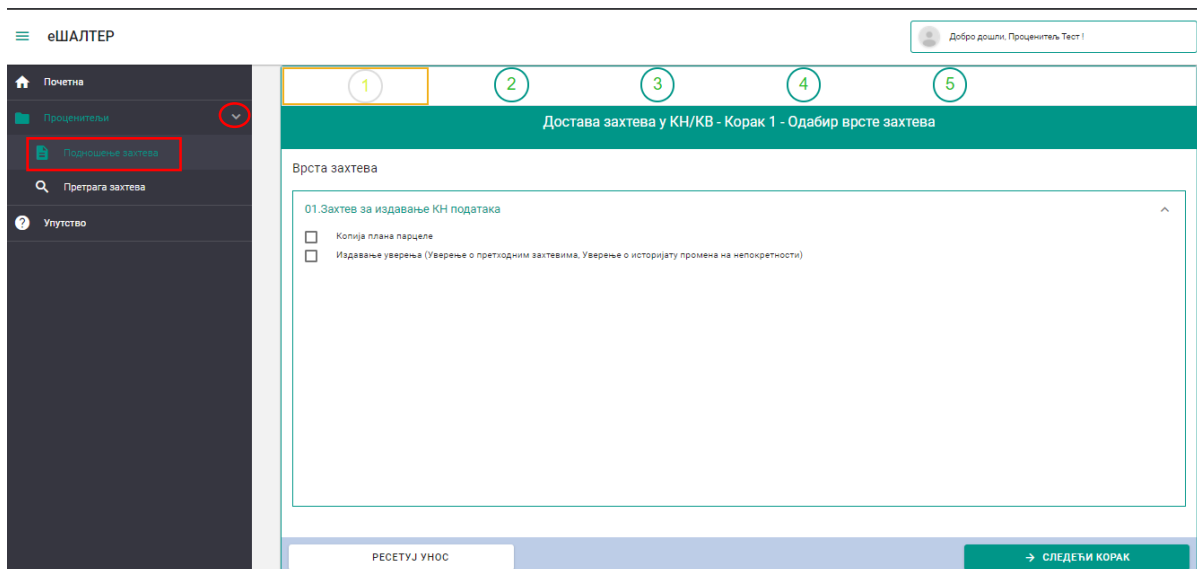 еШАЛТЕР
Добро дошли, Проценитељ Тест !
Почетна
Проценитељи
Подношење захтева
Претрага захтева
Упутство
1 2 3 4 5
Достава захтева у КН/КВ - Корак 1 - Одабир врсте захтева
Врста захтева
01.Захтев за издавање КН података
Копија плана парцеле
Издавање уверења (Уверење о претходним захтевима, Уверење о историјату промена на непокретности)
РЕСЕТУЈ УНОС
→ СЛЕДЕЋИ КОРАК